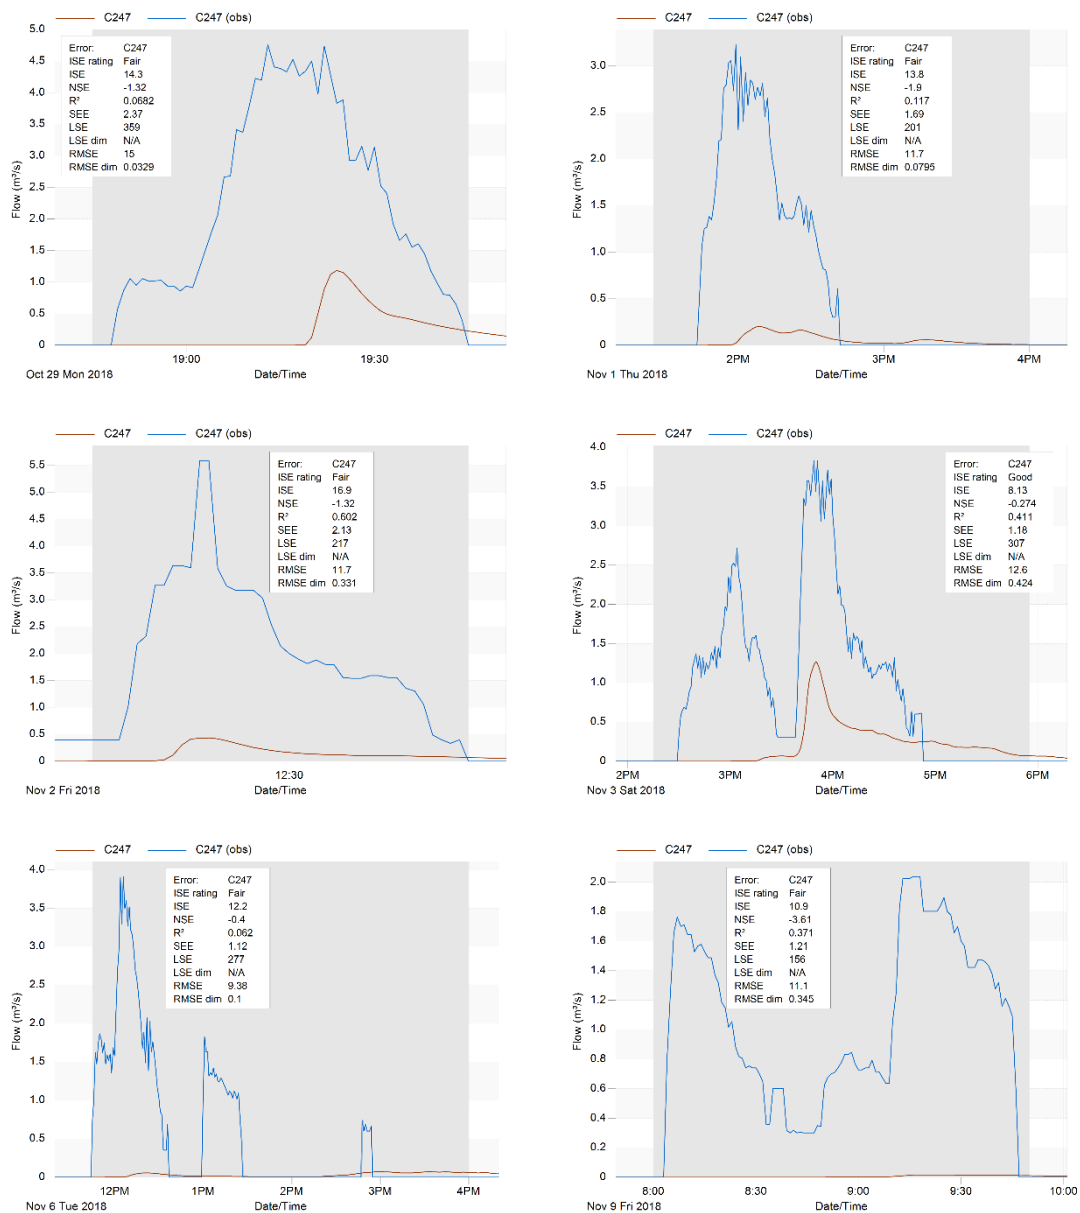 C247 C247 (obs)
5.0
4.5
4.0
3.5
3.0
2.5
2.0
1.5
1.0
0.5
0
Flow (m³/s)
Error: C247
ISE rating Fair
ISE 14.3
NSE -1.32
R² 0.0682
SEE 2.37
LSE 359
LSE dim N/A
RMSE 15
RMSE dim 0.0329
19:00 19:30
Oct 29 Mon 2018 Date/Time
C247 C247 (obs)
3.0
2.5
2.0
1.5
1.0
0.5
0
Flow (m³/s)
Error: C247
ISE rating Fair
ISE 13.8
NSE -1.9
R² 0.117
SEE 1.69
LSE 201
LSE dim N/A
RMSE 11.7
RMSE dim 0.0795
2PM 3PM 4PM
Nov 1 Thu 2018 Date/Time
C247 C247 (obs)
5.5
5.0
4.5
4.0
3.5
3.0
2.5
2.0
1.5
1.0
0.5
0
Flow (m³/s)
Error: C247
ISE rating Fair
ISE 16.9
NSE -1.32
R² 0.602
SEE 2.13
LSE 217
LSE dim N/A
RMSE 11.7
RMSE dim 0.331
12:30
Nov 2 Fri 2018 Date/Time
C247 C247 (obs)
4.0
3.5
3.0
2.5
2.0
1.5
1.0
0.5
0
Flow (m³/s)
Error: C247
ISE rating Good
ISE 8.13
NSE -0.274
R² 0.411
SEE 1.18
LSE 307
LSE dim N/A
RMSE 12.6
RMSE dim 0.424
2PM 3PM 4PM 5PM 6PM
Nov 3 Sat 2018 Date/Time
C247 C247 (obs)
4.0
3.5
3.0
2.5
2.0
1.5
1.0
0.5
0
Flow (m³/s)
Error: C247
ISE rating Fair
ISE 12.2
NSE -0.4
R² 0.062
SEE 1.12
LSE 277
LSE dim N/A
RMSE 9.38
RMSE dim 0.1
12PM 1PM 2PM 3PM 4PM
Nov 6 Tue 2018 Date/Time
C247 C247 (obs)
2.0
1.8
1.6
1.4
1.2
1.0
0.8
0.6
0.4
0.2
0
Flow (m³/s)
Error: C247
ISE rating Fair
ISE 10.9
NSE -3.61
R² 0.371
SEE 1.21
LSE 156
LSE dim N/A
RMSE 11.1
RMSE dim 0.345
8:00 8:30 9:00 9:30 10:00
Nov 9 Fri 2018 Date/Time